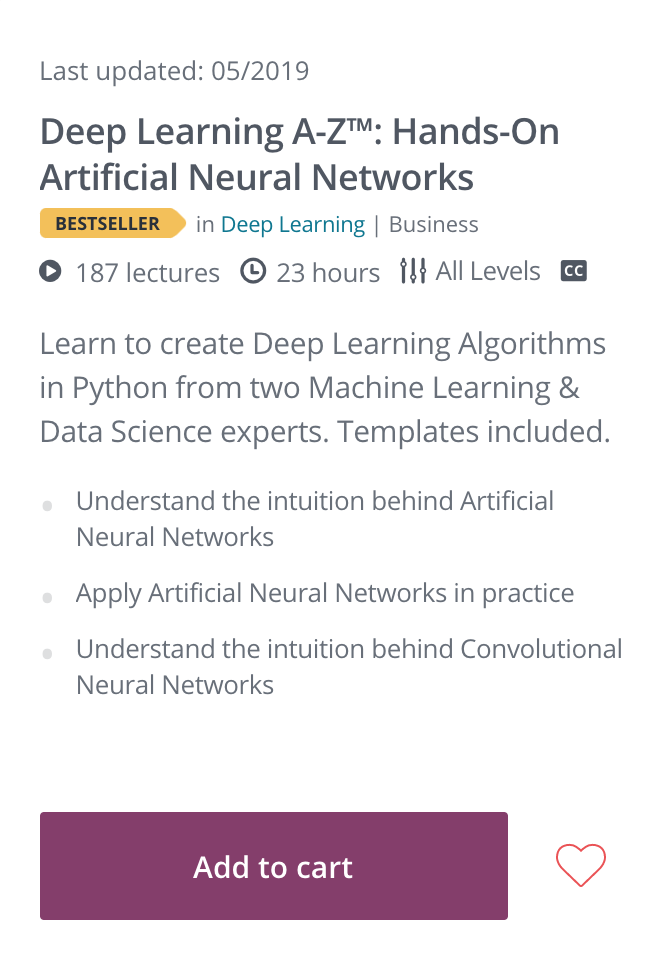 Last updated: 05/2019
Deep Learning A-Z™: Hands-On
Artificial Neural Networks
BESTSELLER in Deep Learning | Business
187 lectures 23 hours All Levels CC
Learn to create Deep Learning Algorithms
in Python from two Machine Learning &
Data Science experts. Templates included.
Understand the intuition behind Artificial
Neural Networks
Apply Artificial Neural Networks in practice
Understand the intuition behind Convolutional
Neural Networks
Add to cart